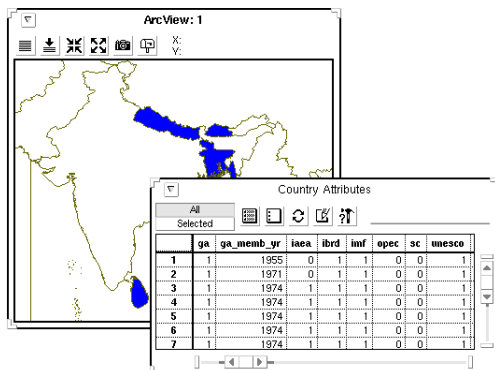 ArcView: 1
X:
Y:
Country Attributes
All
Selected
ga ga_memb_yr iaea ibrd imf opec sc unesco
1 1 1955 0 1 1 0 0 1
2 1 1971 0 1 1 0 0 1
3 1 1974 1 1 1 0 0 1
4 1 1974 1 1 1 0 0 1
5 1 1974 1 1 1 0 0 1
6 1 1974 1 1 1 0 0 1
7 1 1974 1 1 1 0 0 1